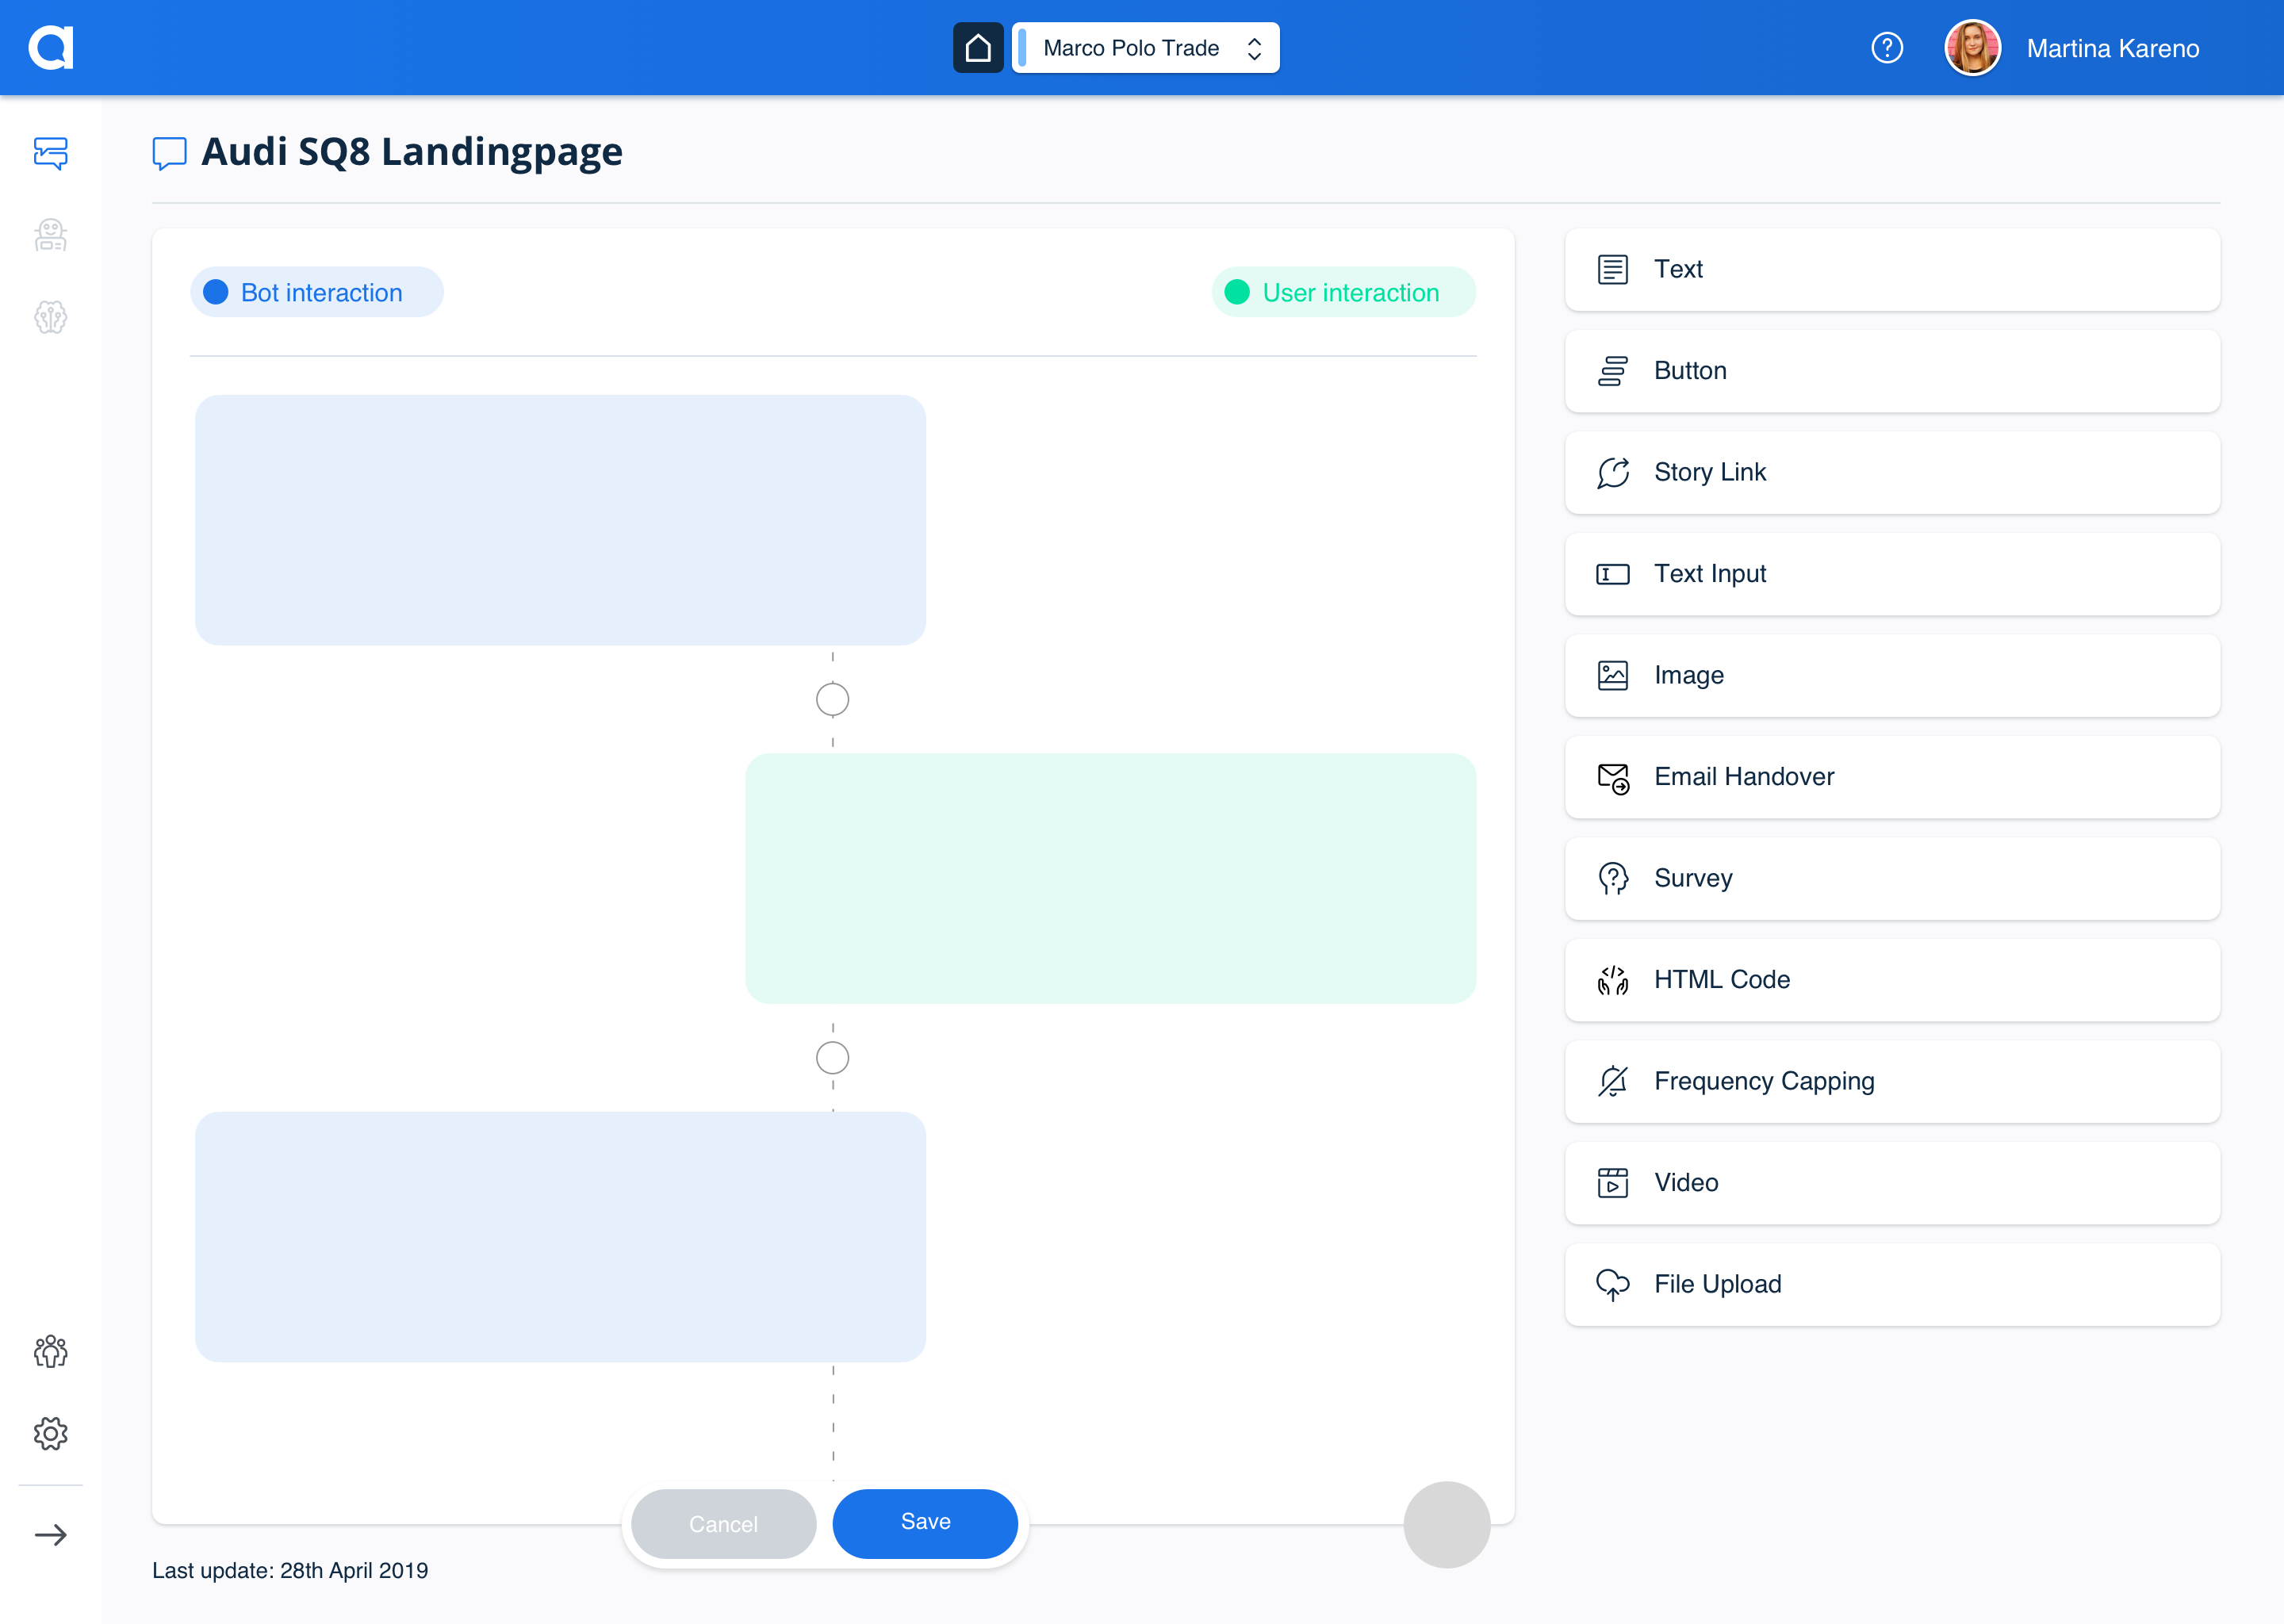 Marco Polo Trade
Martina Kareno
Audi SQ8 Landingpage
Bot interaction
User interaction
Text
Button
Story Link
Text Input
Image
Email Handover
Survey
HTML Code
Frequency Capping
Video
File Upload
Cancel
Save
Last update: 28th April 2019